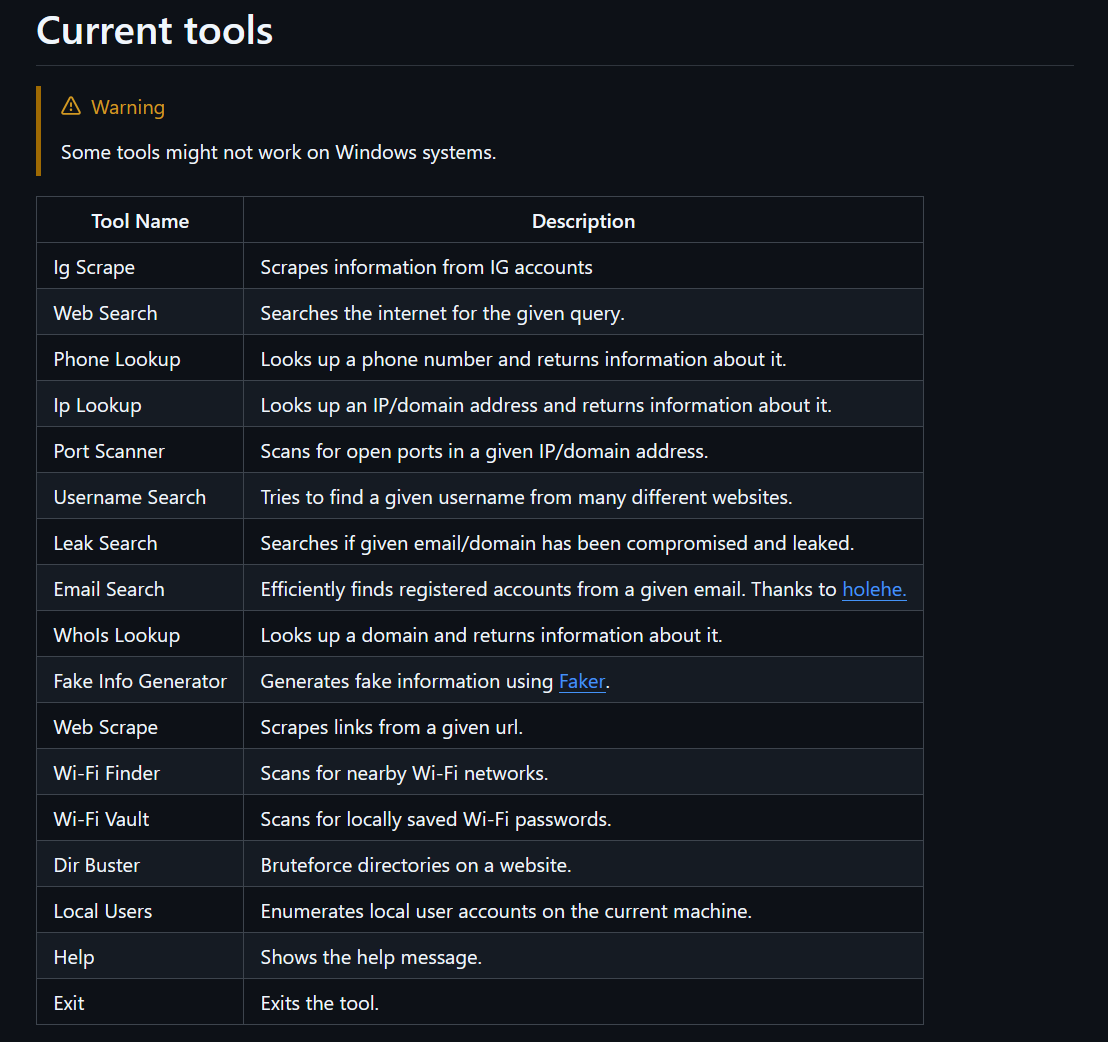 Current tools
Warning
Some tools might not work on Windows systems.
Tool Name Description
Ig Scrape Scrapes information from IG accounts
Web Search Searches the internet for the given query.
Phone Lookup Looks up a phone number and returns information about it.
Ip Lookup Looks up an IP/domain address and returns information about it.
Port Scanner Scans for open ports in a given IP/domain address.
Username Search Tries to find a given username from many different websites.
Leak Search Searches if given email/domain has been compromised and leaked.
Email Search Efficiently finds registered accounts from a given email. Thanks to holehe.
WhoIs Lookup Looks up a domain and returns information about it.
Fake Info Generator Generates fake information using Faker.
Web Scrape Scrapes links from a given url.
Wi-Fi Finder Scans for nearby Wi-Fi networks.
Wi-Fi Vault Scans for locally saved Wi-Fi passwords.
Dir Buster Bruteforce directories on a website.
Local Users Enumerates local user accounts on the current machine.
Help Shows the help message.
Exit Exits the tool.